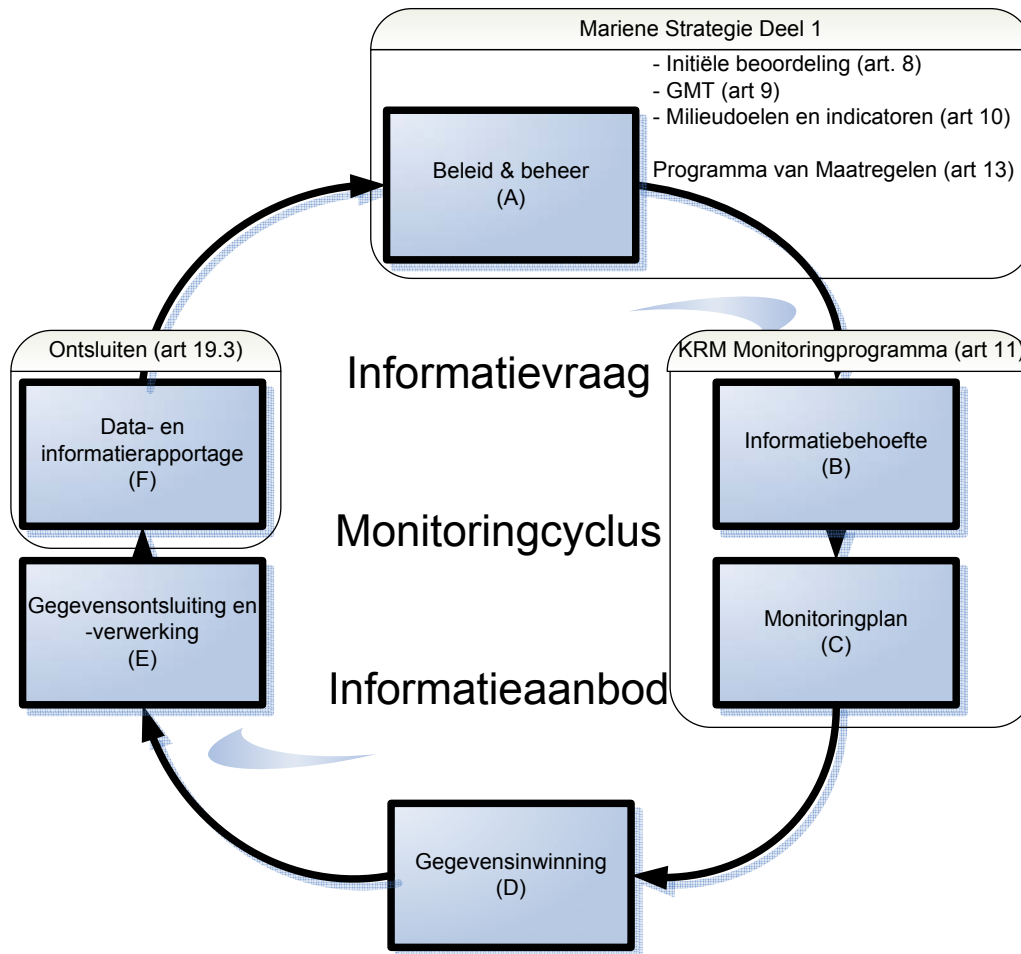 Mariene Strategie Deel 1
- Initiële beoordeling (art. 8)
- GMT (art 9)
- Milieudoelen en indicatoren (art 10)
Programma van Maatregelen (art 13)
Beleid & beheer
(A)
Ontsluiten (art 19.3)
Data- en
informatierapportage
(F)
Informatievraag
KRM Monitoringprogramma (art 11)
Informatiebehoefte
(B)
Monitoringcyclus
Gegevensontsluiting en
-verwerking
(E)
Monitoringplan
(C)
Informatieaanbod
Gegevensinwinning
(D)